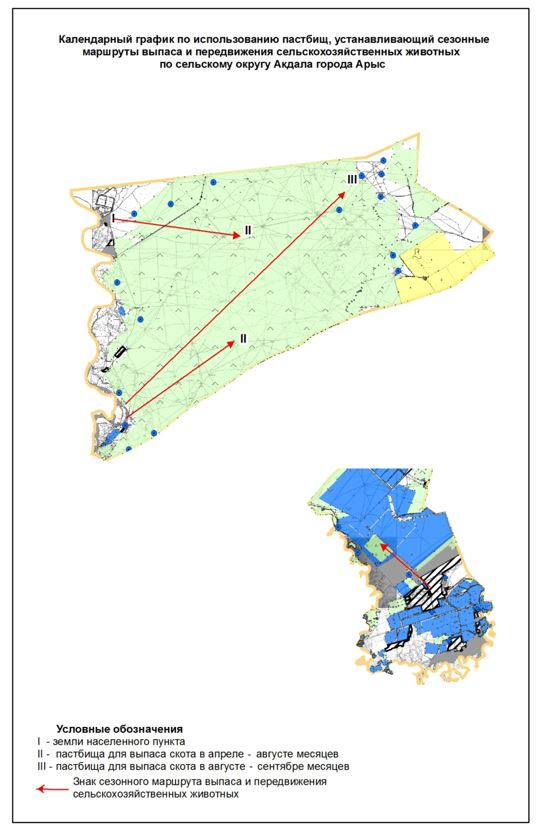 Календарный график по использованию пастбищ, устанавливающий сезонные
маршруты выпаса и передвижения сельскохозяйственных животных
по сельскому округу Акдала города Арыс
III
I
II
II
Условные обозначения
I - земли населенного пункта
II - пастбища для выпаса скота в апреле - августе месяцев
III - пастбища для выпаса скота в августе - сентябре месяцев
Знак сезонного маршрута выпаса и передвижения
сельскохозяйственных животных